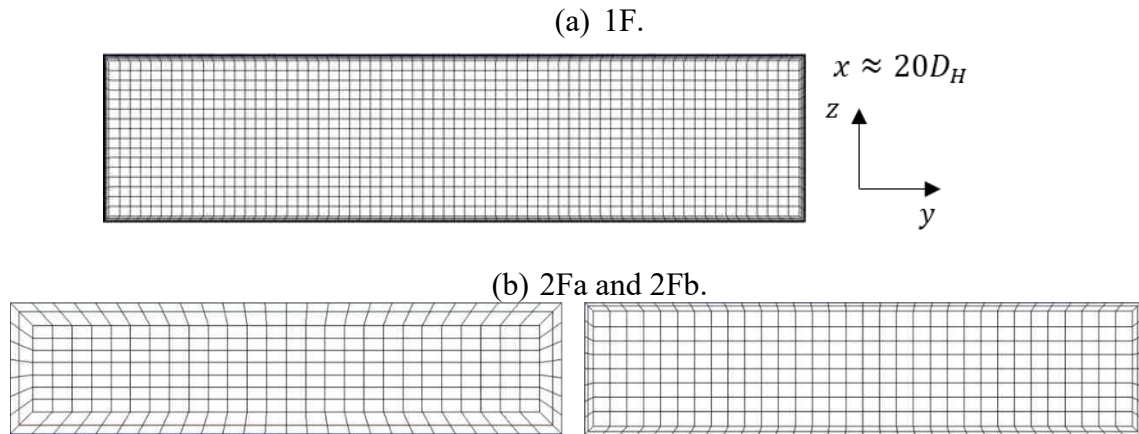 (a) 1F.
x ≈ 20D_H
z
y
(b) 2Fa and 2Fb.